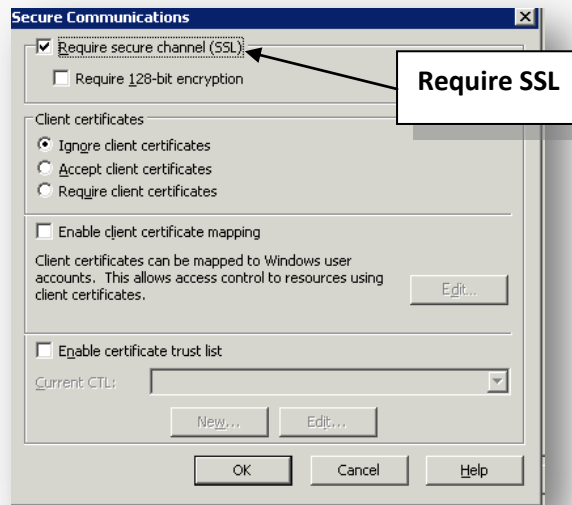 Secure Communications
Require secure channel (SSL)
Require SSL
Require 128-bit encryption
Client certificates
Ignore client certificates
Accept client certificates
Require client certificates
Enable client certificate mapping
Client certificates can be mapped to Windows user
accounts. This allows access control to resources using
client certificates.
Edit...
Enable certificate trust list
Current CTL:
New...
Edit...
OK
Cancel
Help